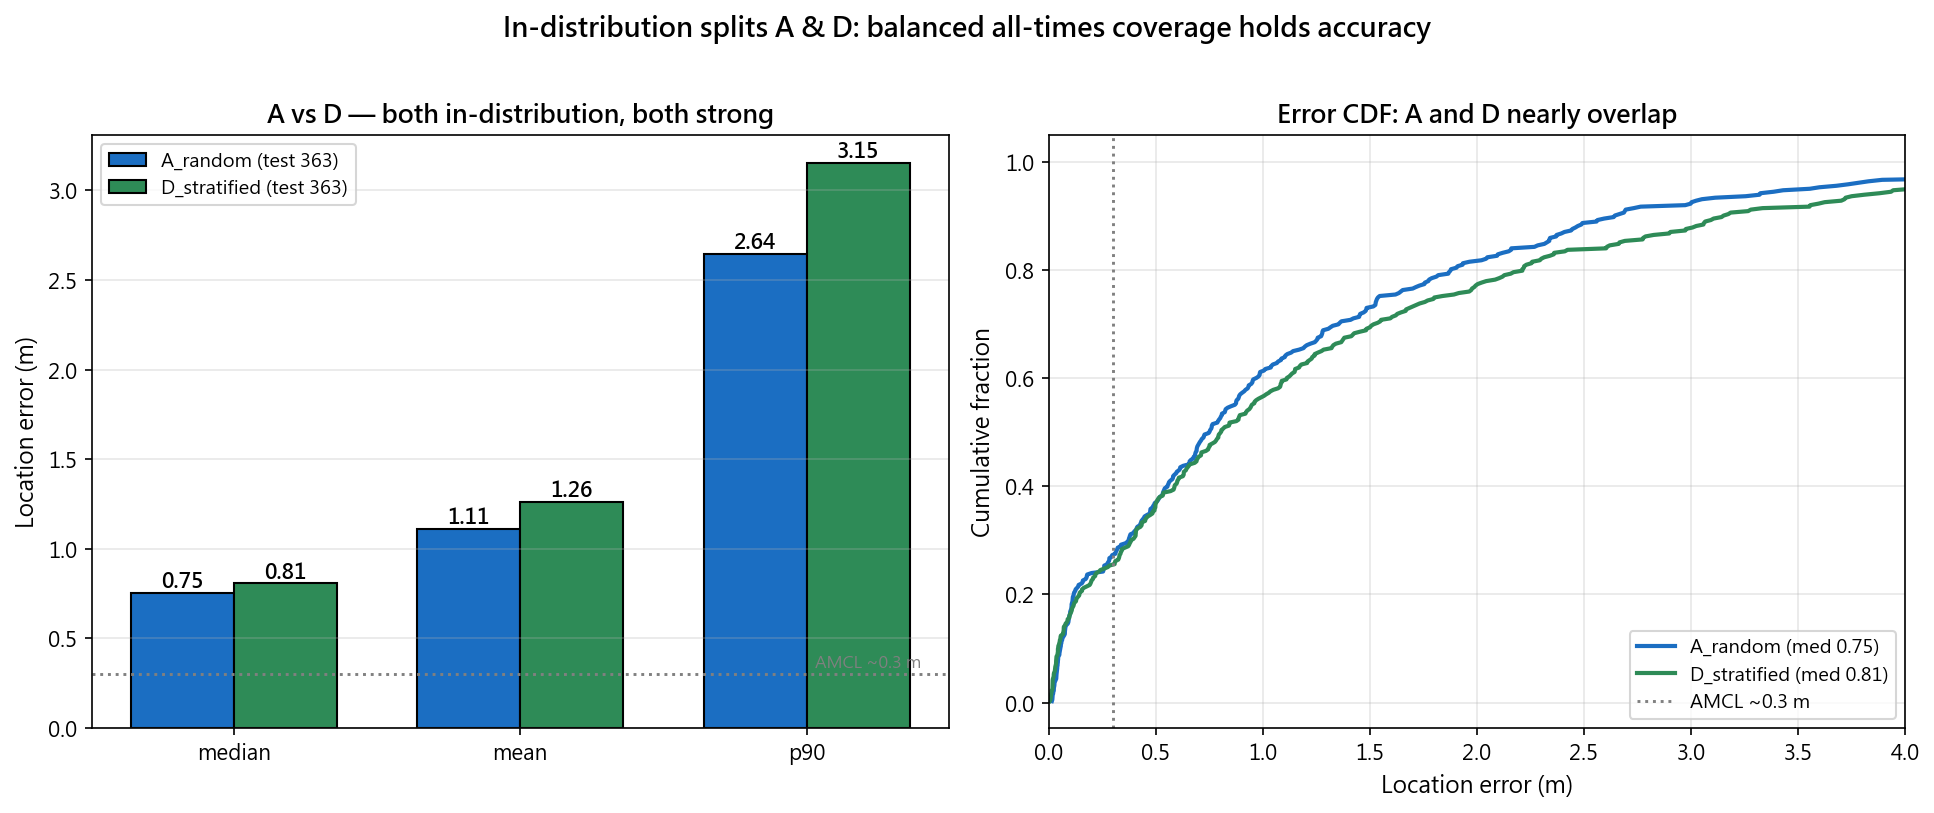 In-distribution splits A & D: balanced all-times coverage holds accuracy
A vs D — both in-distribution, both strong
A_random (test 363)
D_stratified (test 363)
Location error (m)
3.0
2.5
2.0
1.5
1.0
0.5
0.0
0.75
0.81
1.11
1.26
2.64
3.15
AMCL ~0.3 m
median
mean
p90
Error CDF: A and D nearly overlap
Cumulative fraction
1.0
0.8
0.6
0.4
0.2
0.0
A_random (med 0.75)
D_stratified (med 0.81)
AMCL ~0.3 m
0.0
0.5
1.0
1.5
2.0
2.5
3.0
3.5
4.0
Location error (m)